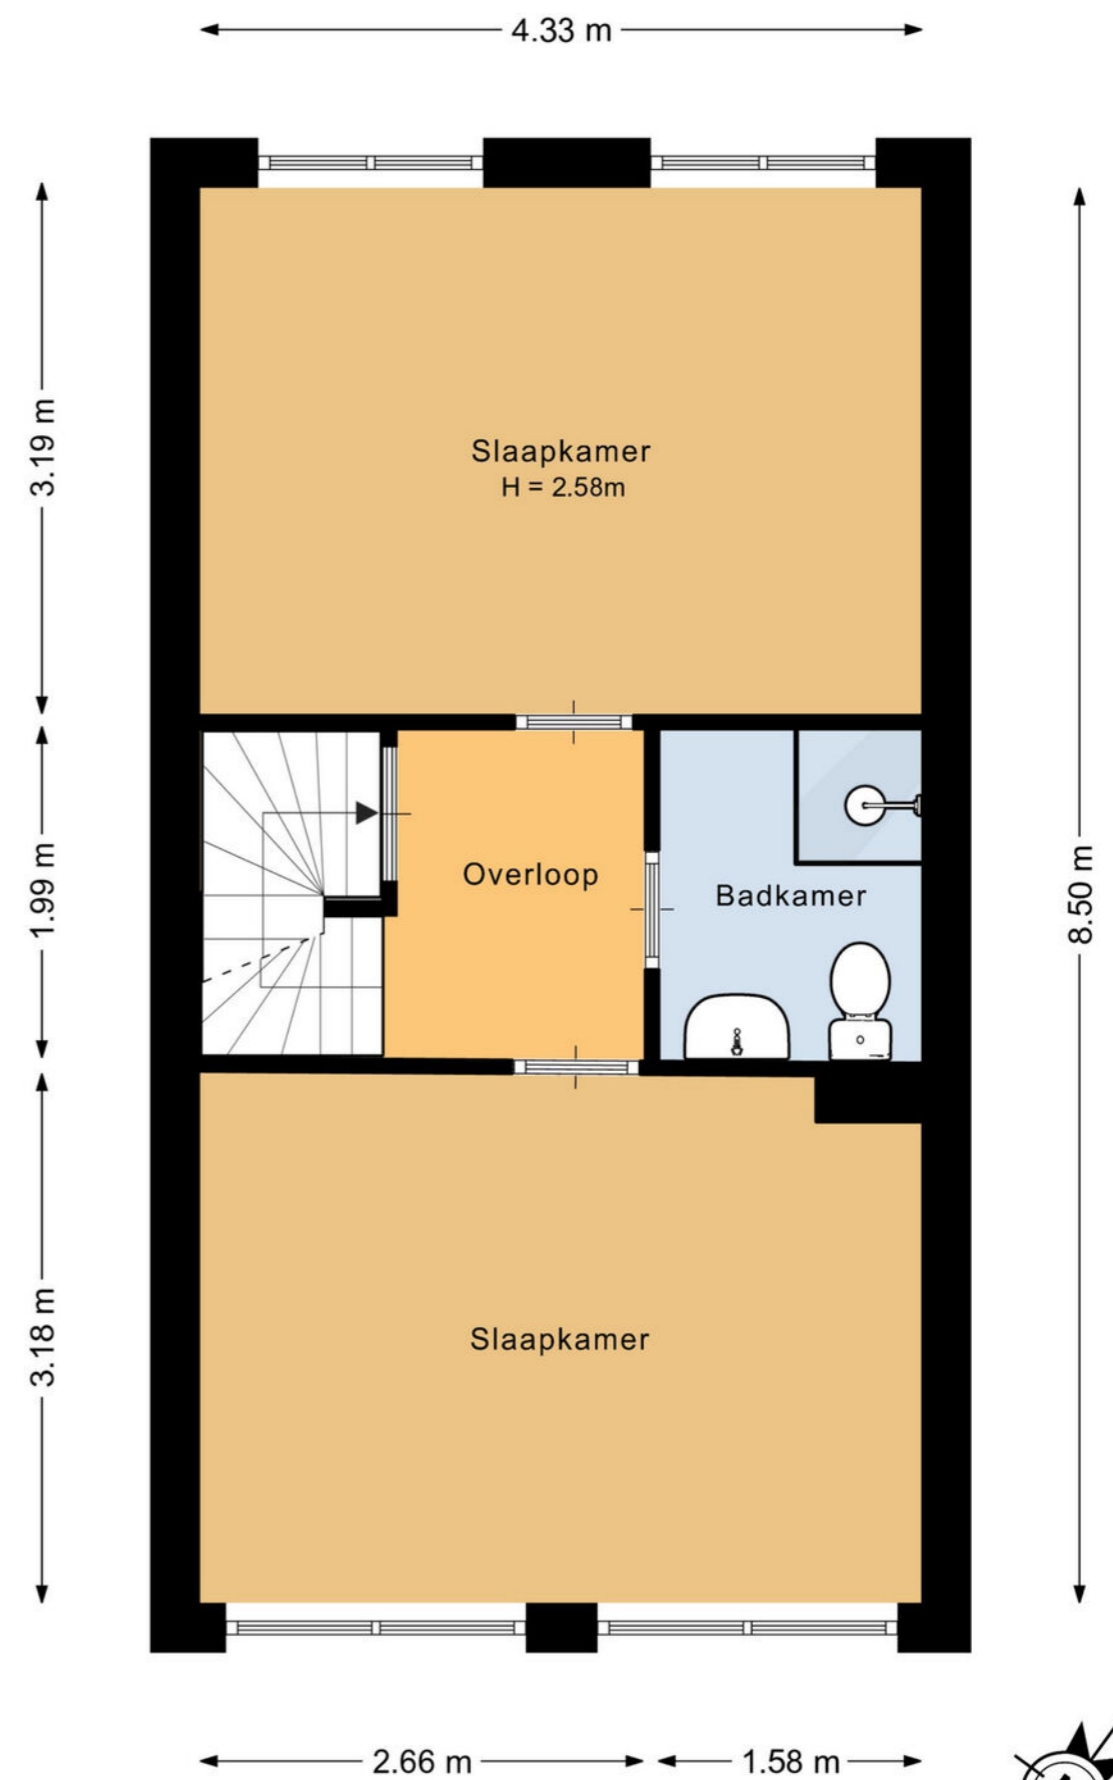 4.33 m
3.19 m
Slaapkamer
H = 2.58m
1.99 m
Overloop
Badkamer
8.50 m
3.18 m
Slaapkamer
2.66 m
1.58 m